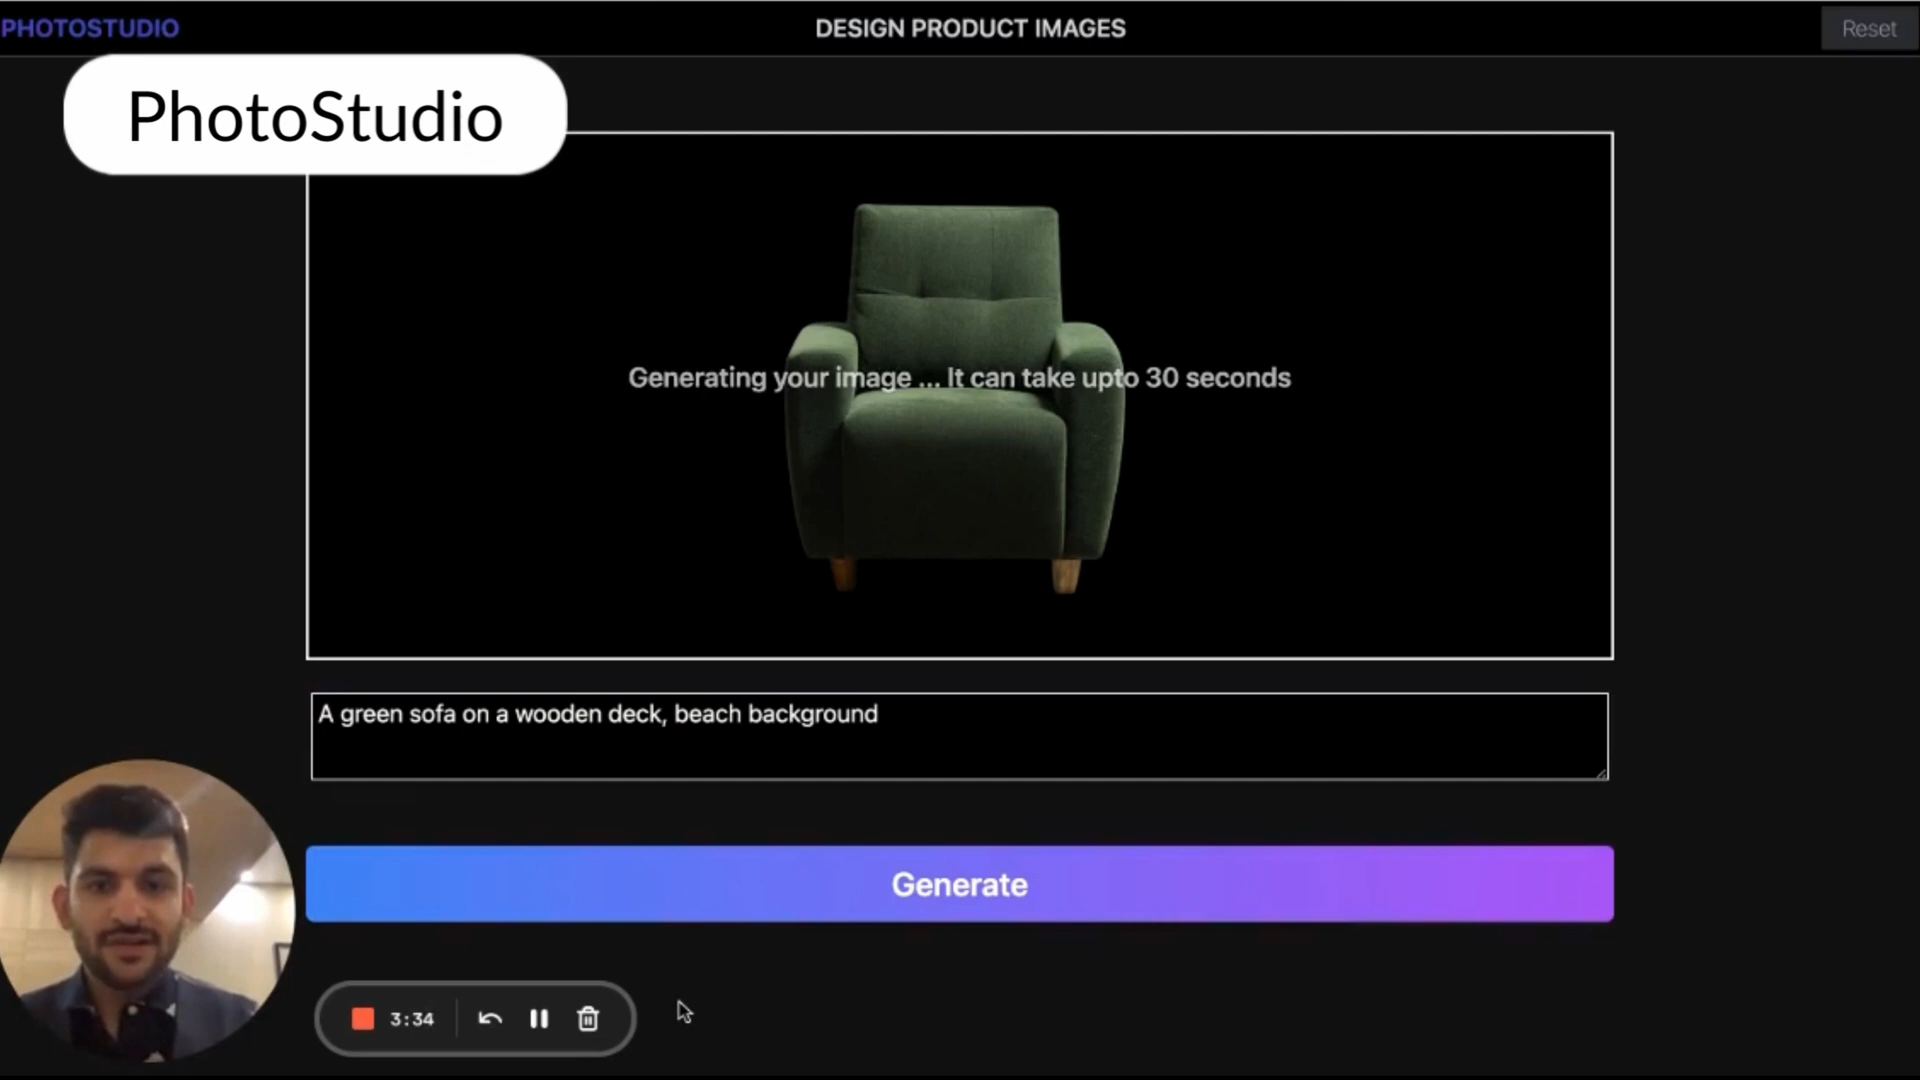 PHOTOSTUDIO
DESIGN PRODUCT IMAGES
Reset
PhotoStudio
Generating your image ... It can take upto 30 seconds
A green sofa on a wooden deck, beach background
Generate
3:34